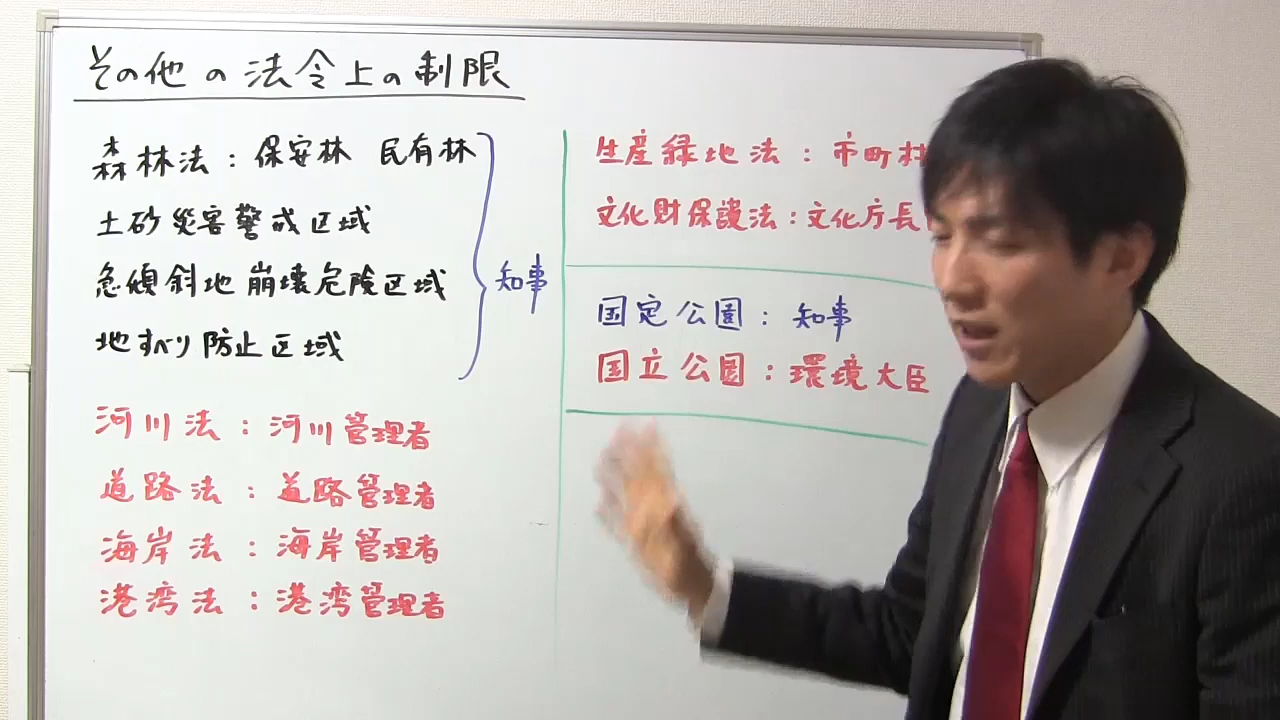 その他の法令上の制限
森林法:保安林 民有林
土砂災害警戒区域
急傾斜地崩壊危険区域
地すべり防止区域
知事
河川法:河川管理者
道路法:道路管理者
海岸法:海岸管理者
港湾法:港湾管理者
生産緑地法:市町村
文化財保護法:文化庁長
国定公園:知事
国立公園:環境大臣